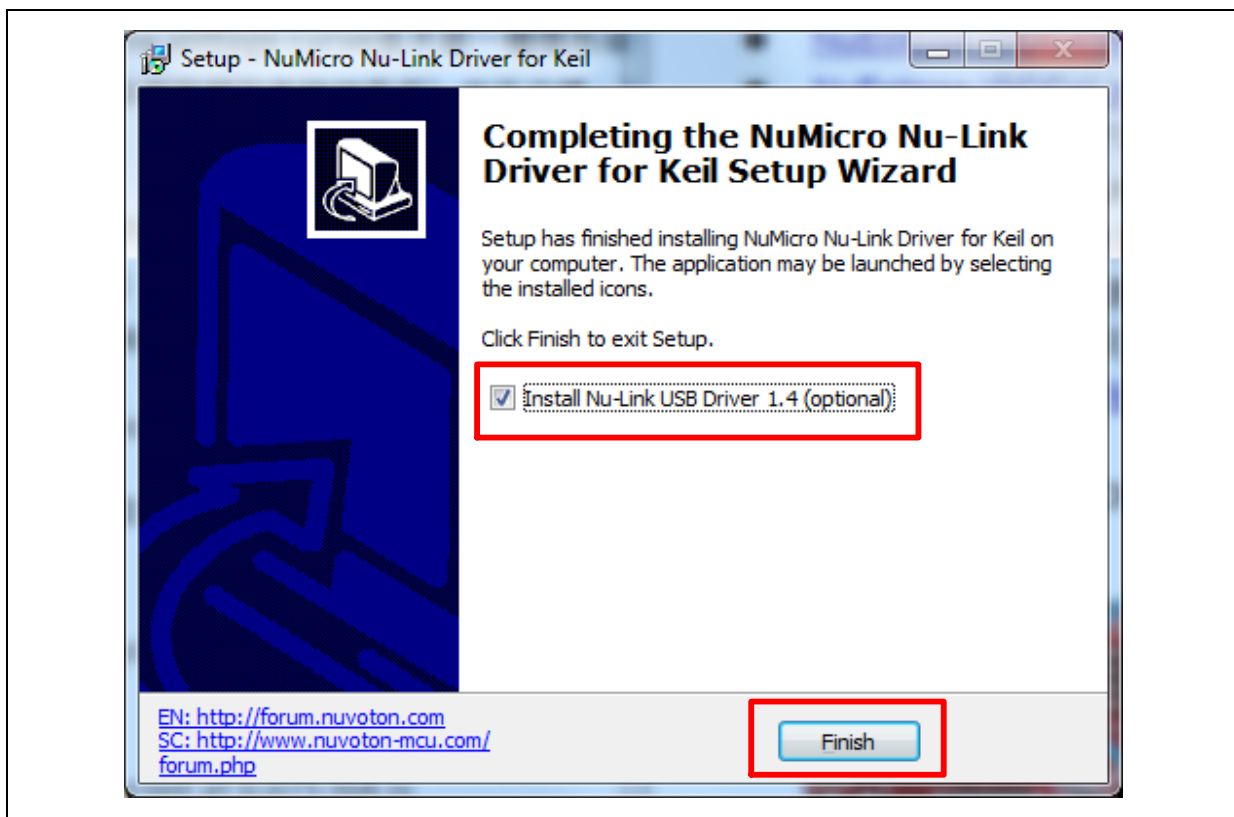 Setup - NuMicro Nu-Link Driver for Keil
Completing the NuMicro Nu-Link
Driver for Keil Setup Wizard
Setup has finished installing NuMicro Nu-Link Driver for Keil on
your computer. The application may be launched by selecting
the installed icons.
Click Finish to exit Setup.
Install Nu-Link USB Driver 1.4 (optional)
EN: http://forum.nuvoton.com
SC: http://www.nuvoton-mcu.com/
forum.php
Finish